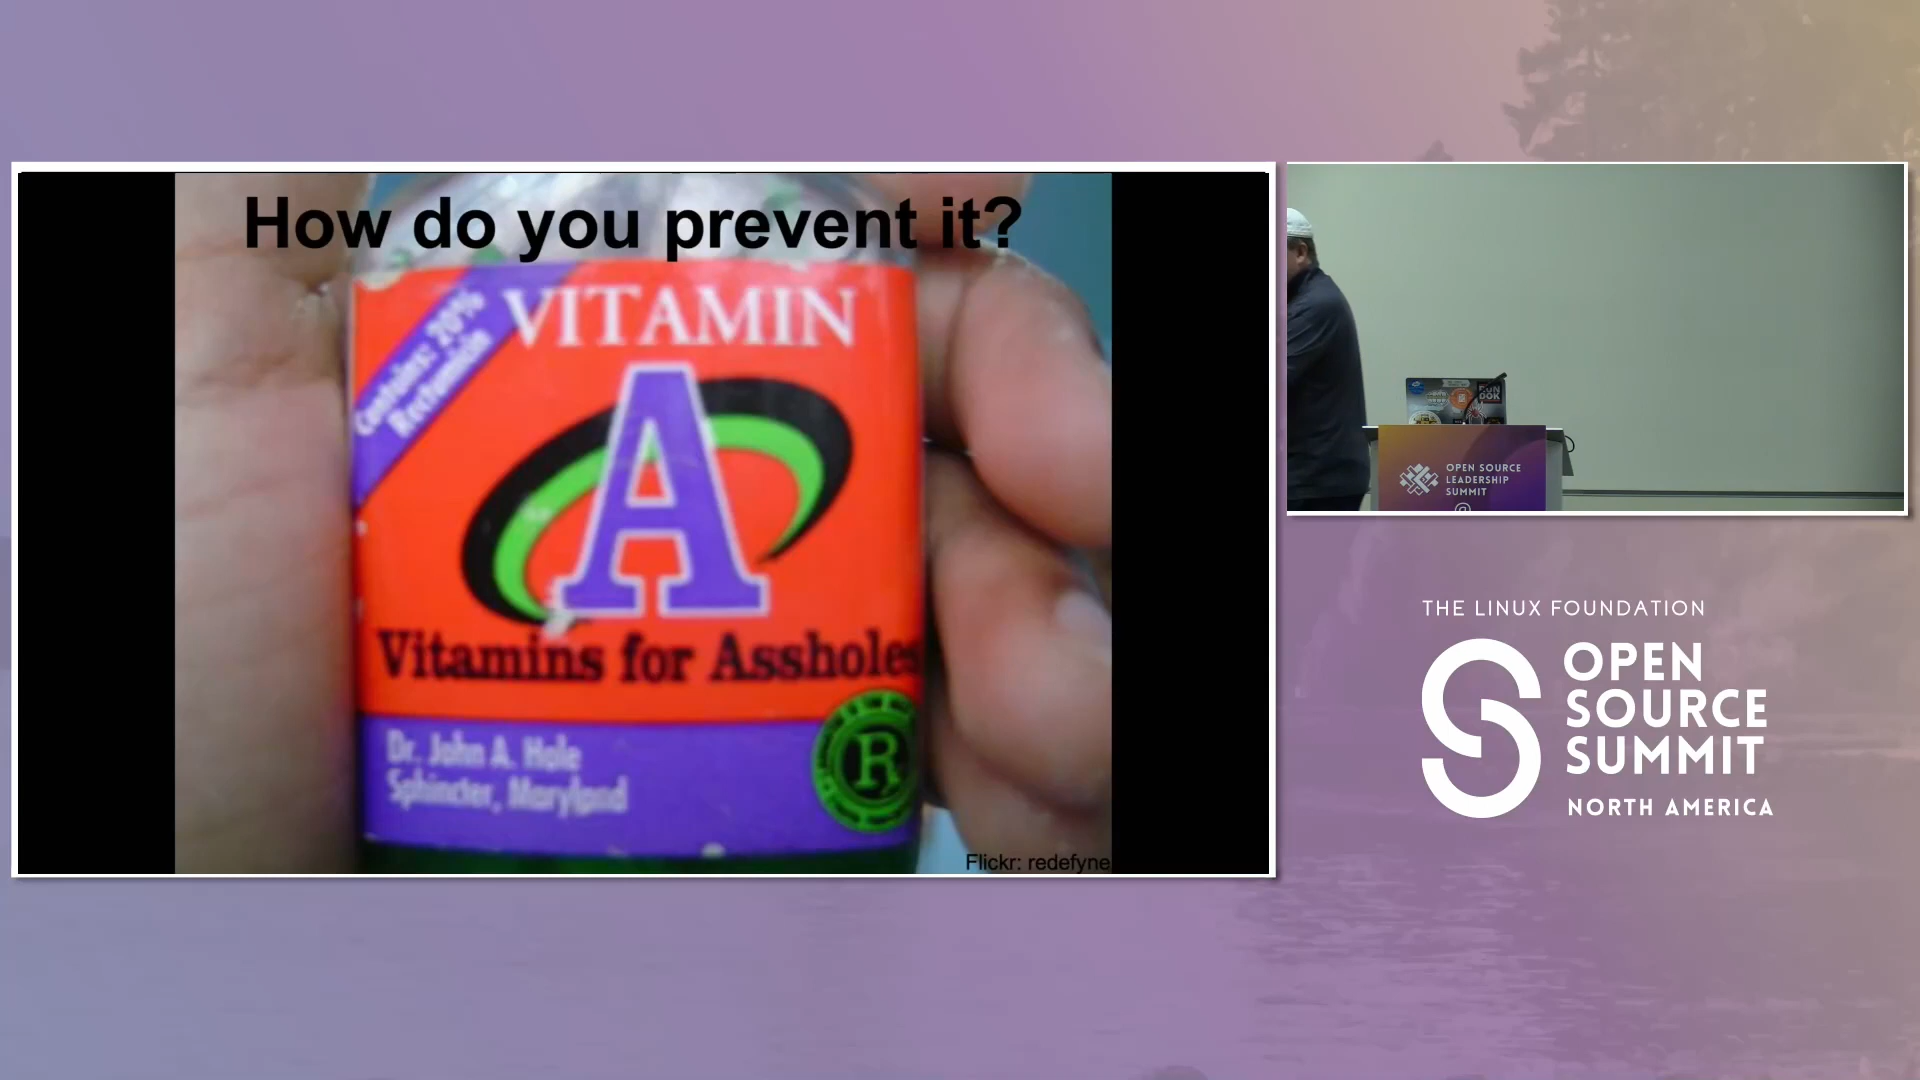 How do you prevent it?
Contains: 20%
Rectumicin
VITAMIN
A
Vitamins for Assholes
Dr. John A. Hole
Sphincter, Maryland
R
Flickr: redefyne
OPEN SOURCE
LEADERSHIP
SUMMIT
@
THE LINUX FOUNDATION
OPEN
SOURCE
SUMMIT
NORTH AMERICA